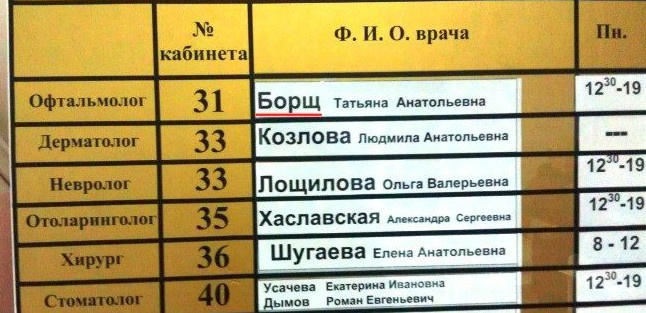 № кабинета Ф. И. О. врача Пн.
Офтальмолог 31 Борщ Татьяна Анатольевна 12³⁰-19
Дерматолог 33 Козлова Людмила Анатольевна ---
Невролог 33 Лощилова Ольга Валерьевна 12³⁰-19
Отоларинголог 35 Хаславская Александра Сергеевна 12³⁰-19
Хирург 36 Шугаева Елена Анатольевна 8 - 12
Стоматолог 40 Усачева Екатерина Ивановна 12³⁰-19
Дымов Роман Евгеньевич